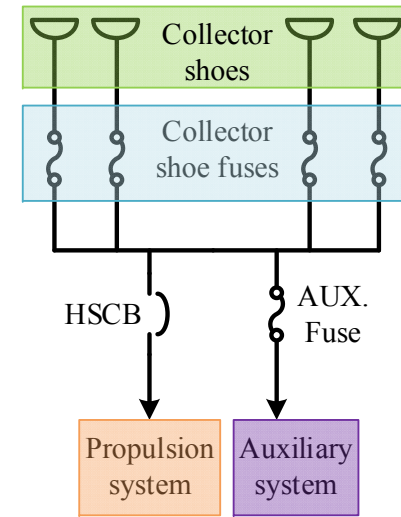 Collector
shoes
Collector
shoe fuses
HSCB
AUX.
Fuse
Propulsion
system
Auxiliary
system